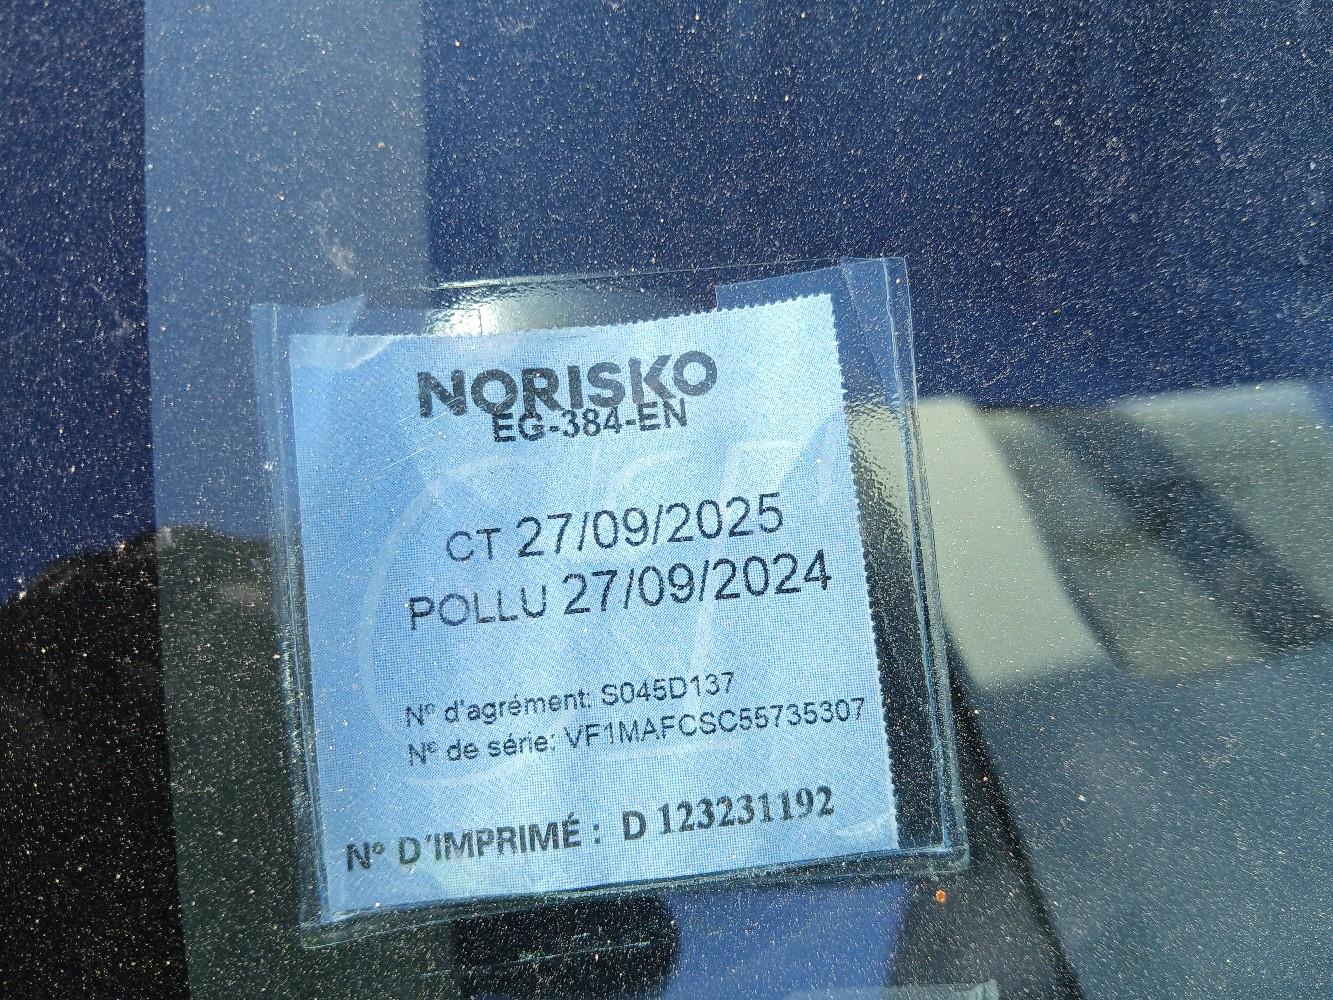 NORISKO
EG-384-EN
CT 27/09/2025
POLLU 27/09/2024
N° d'agrément: S045D137
N° de série: VF1MAFCSC55735307
N° D'IMPRIMÉ : D 123231192